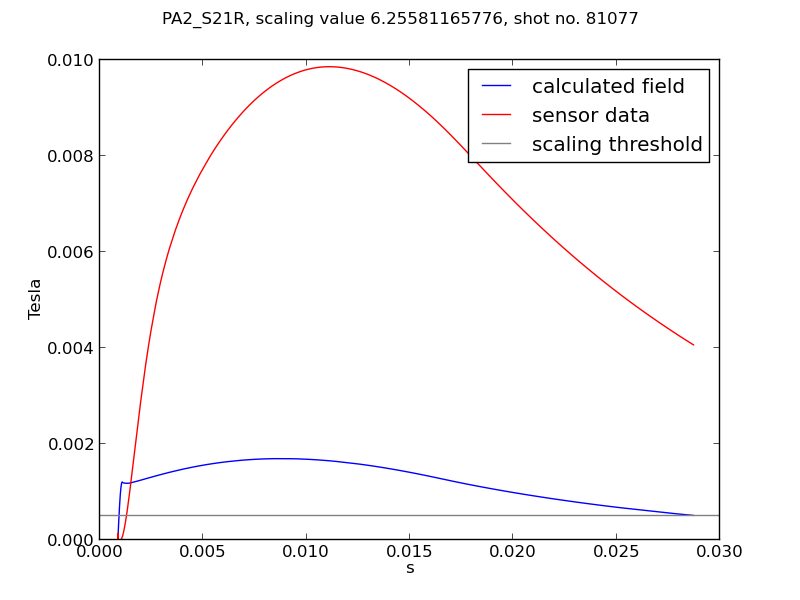 PA2_S21R, scaling value 6.25581165776, shot no. 81077
calculated field
sensor data
scaling threshold
Tesla
0.010
0.008
0.006
0.004
0.002
0.000
0.000 0.005 0.010 0.015 0.020 0.025 0.030
s